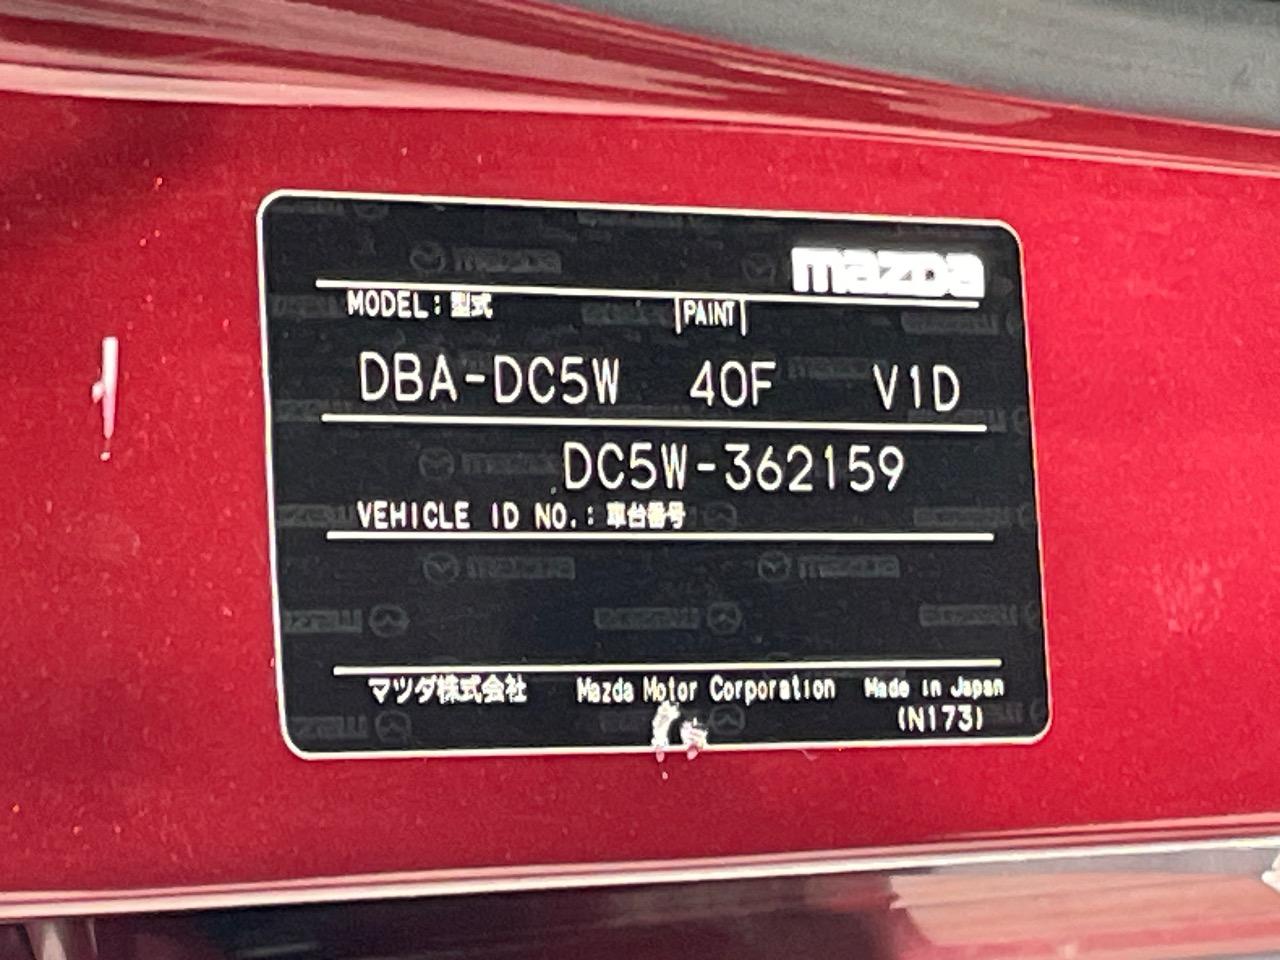 mazda
MODEL: 型式 PAINT
DBA-DC5W 40F V1D
DC5W-362159
VEHICLE ID NO.: 車台番号
マツダ株式会社 Mazda Motor Corporation Made in Japan
(N173)